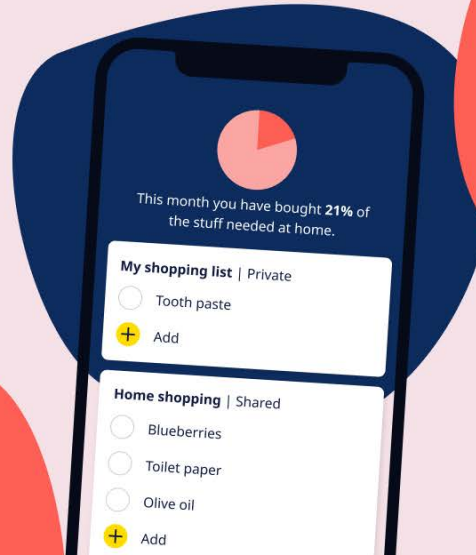 This month you have bought 21% of
the stuff needed at home.
My shopping list | Private
Tooth paste
Add
Home shopping | Shared
Blueberries
Toilet paper
Olive oil
Add